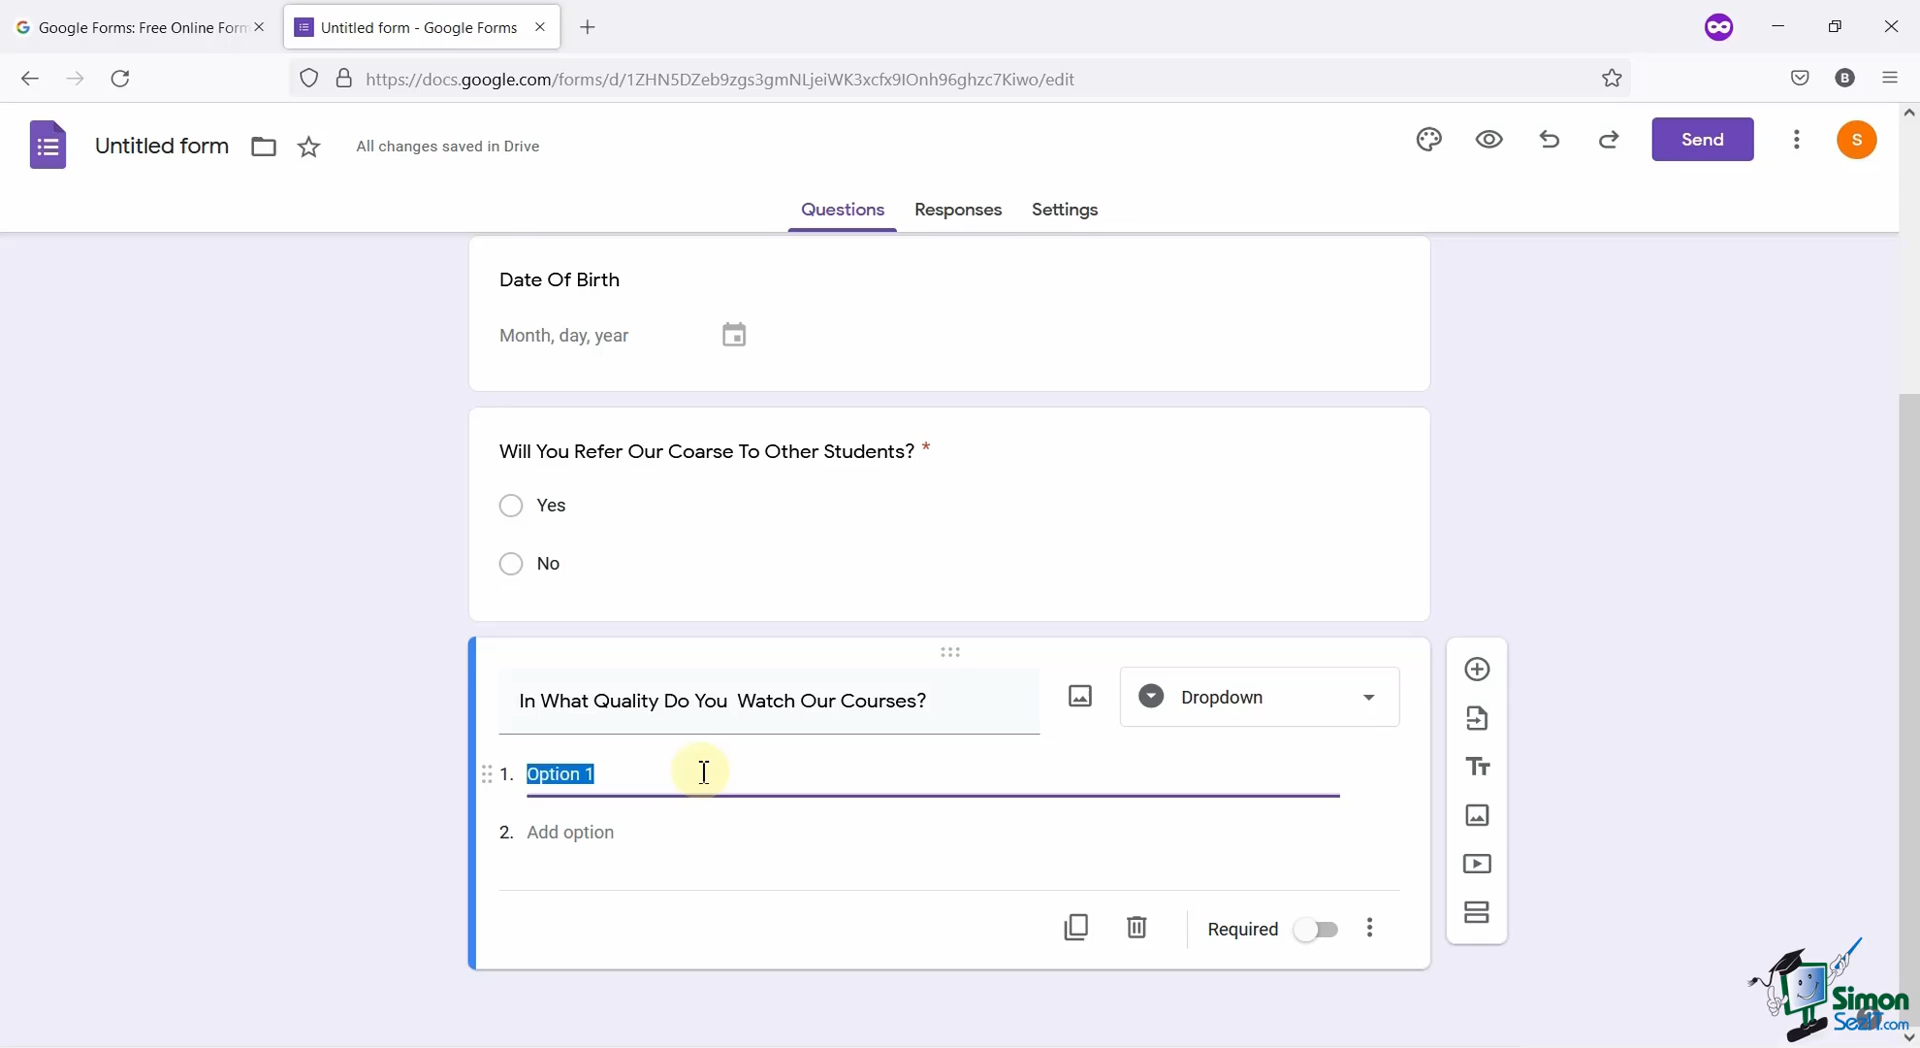 Google Forms: Free Online Form
Untitled form - Google Forms
https://docs.google.com/forms/d/1ZHN5DZeb9zgs3gmNLjeiWK3xcfx9IOnh96ghzc7Kiwo/edit
B
Untitled form
All changes saved in Drive
Send
S
Questions
Responses
Settings
Date Of Birth
Month, day, year
Will You Refer Our Coarse To Other Students? *
Yes
No
In What Quality Do You  Watch Our Courses?
Dropdown
1. Option 1
2. Add option
Required
Simon
SezIT.com